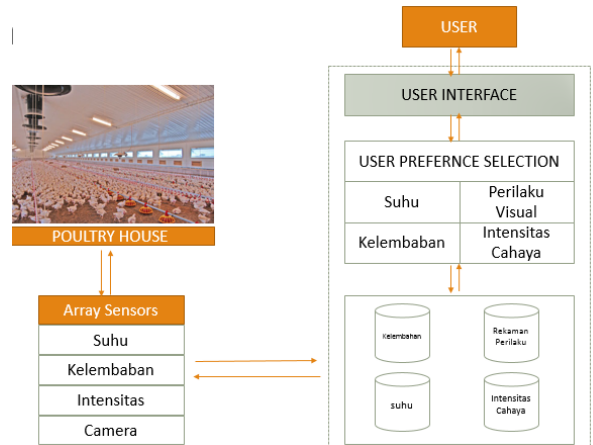 USER
USER INTERFACE
USER PREFERNCE SELECTION
Suhu
Perilaku
Visual
Kelembaban
Intensitas
Cahaya
POULTRY HOUSE
Array Sensors
Suhu
Kelembaban
Intensitas
Camera
Kelembahan
Rekaman
Perilaku
suhu
Intensitas
Cahaya